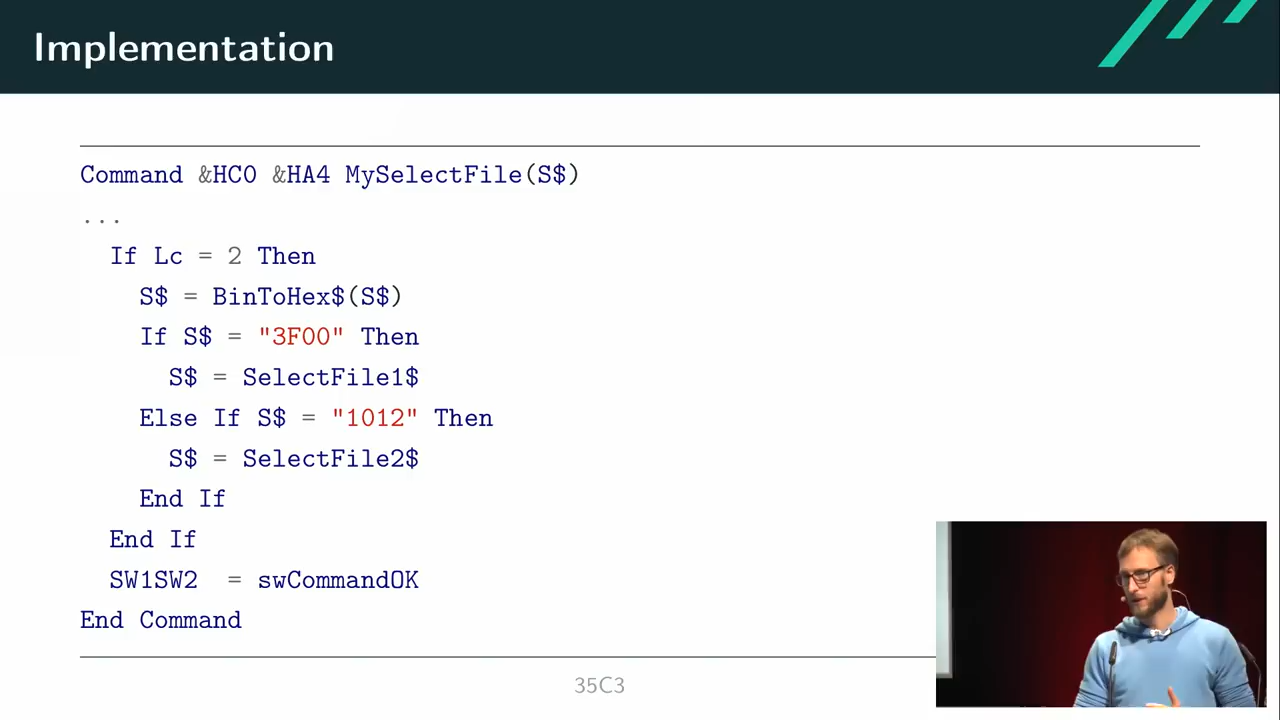 Implementation
Command &HC0 &HA4 MySelectFile(S$)
...
If Lc = 2 Then
S$ = BinToHex$(S$)
If S$ = "3F00" Then
S$ = SelectFile1$
Else If S$ = "1012" Then
S$ = SelectFile2$
End If
End If
SW1SW2 = swCommandOK
End Command
35C3